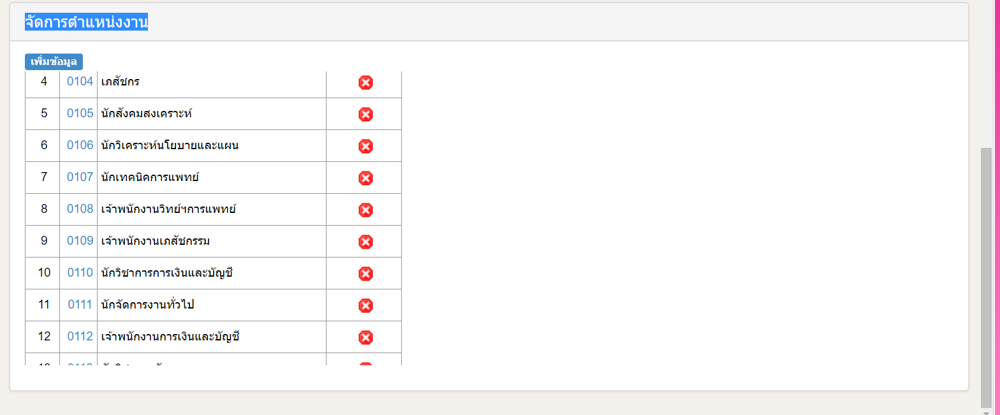 จัดการตำแหน่งงาน
เพิ่มข้อมูล
4 0104 เภสัชกร
5 0105 นักสังคมสงเคราะห์
6 0106 นักวิเคราะห์นโยบายและแผน
7 0107 นักเทคนิคการแพทย์
8 0108 เจ้าพนักงานวิทย์ฯการแพทย์
9 0109 เจ้าพนักงานเภสัชกรรม
10 0110 นักวิชาการการเงินและบัญชี
11 0111 นักจัดการงานทั่วไป
12 0112 เจ้าพนักงานการเงินและบัญชี